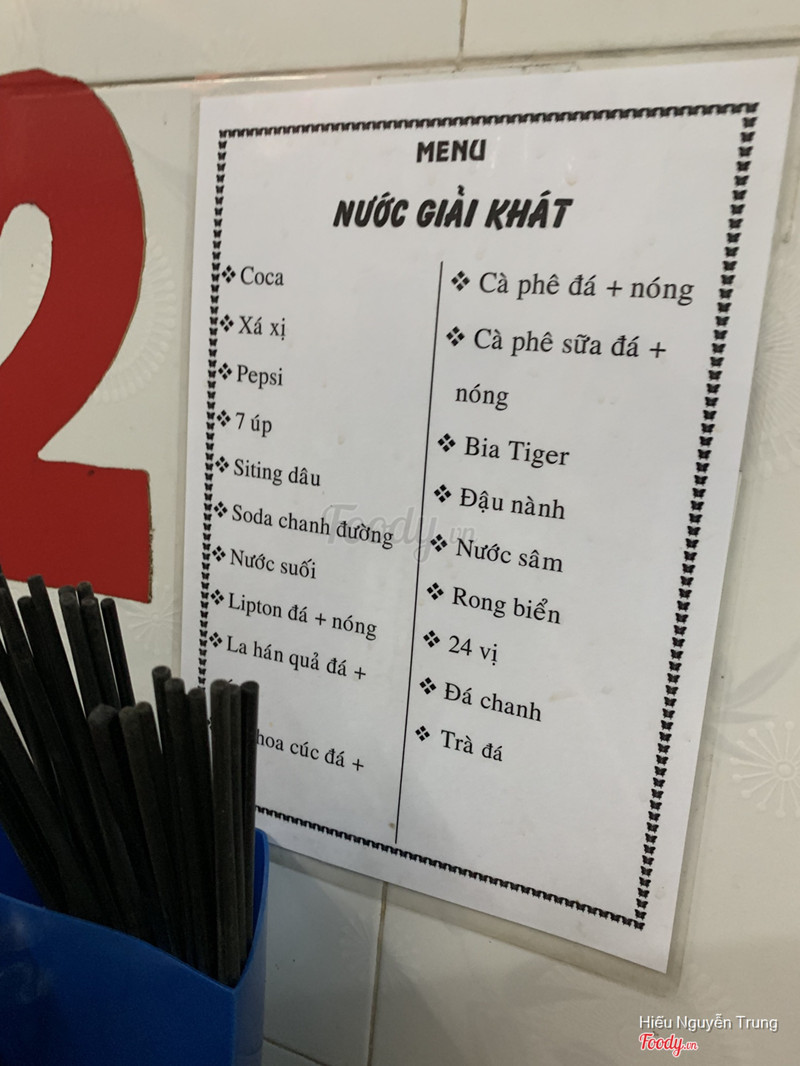 2
MENU
NƯỚC GIẢI KHÁT
❖ Coca
❖ Xá xị
❖ Pepsi
❖ 7 úp
❖ Siting dâu
❖ Soda chanh đường
❖ Nước suối
❖ Lipton đá + nóng
❖ La hán quả đá +
hoa cúc đá +
❖ Cà phê đá + nóng
❖ Cà phê sữa đá +
nóng
❖ Bia Tiger
❖ Đậu nành
❖ Nước sâm
❖ Rong biển
❖ 24 vị
❖ Đá chanh
❖ Trà đá
Foody.vn
Hiếu Nguyễn Trung
Foody.vn